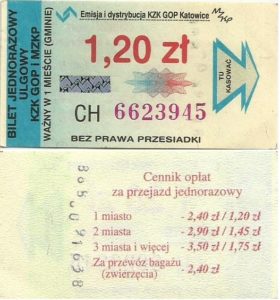 BILET JEDNORAZOWY
ULGOWY
KZK GOP i MZKP
WAŻNY W 1 MIEŚCIE (GMINIE)
Emisja i dystrybucja KZK GOP Katowice
1,20 zł
TU
KASOWAĆ
CH 6623945
BEZ PRAWA PRZESIADKI
Cennik opłat
za przejazd jednorazowy
1 miasto - 2,40 zł / 1,20 zł
2 miasta - 2,90 zł / 1,45 zł
3 miasta i więcej - 3,50 zł / 1,75 zł
Za przewóz bagażu
(zwierzęcia) - 2,40 zł